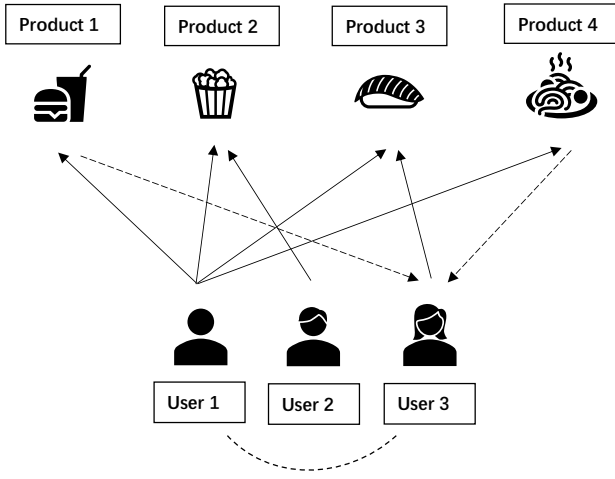 Product 1
Product 2
Product 3
Product 4
User 1
User 2
User 3